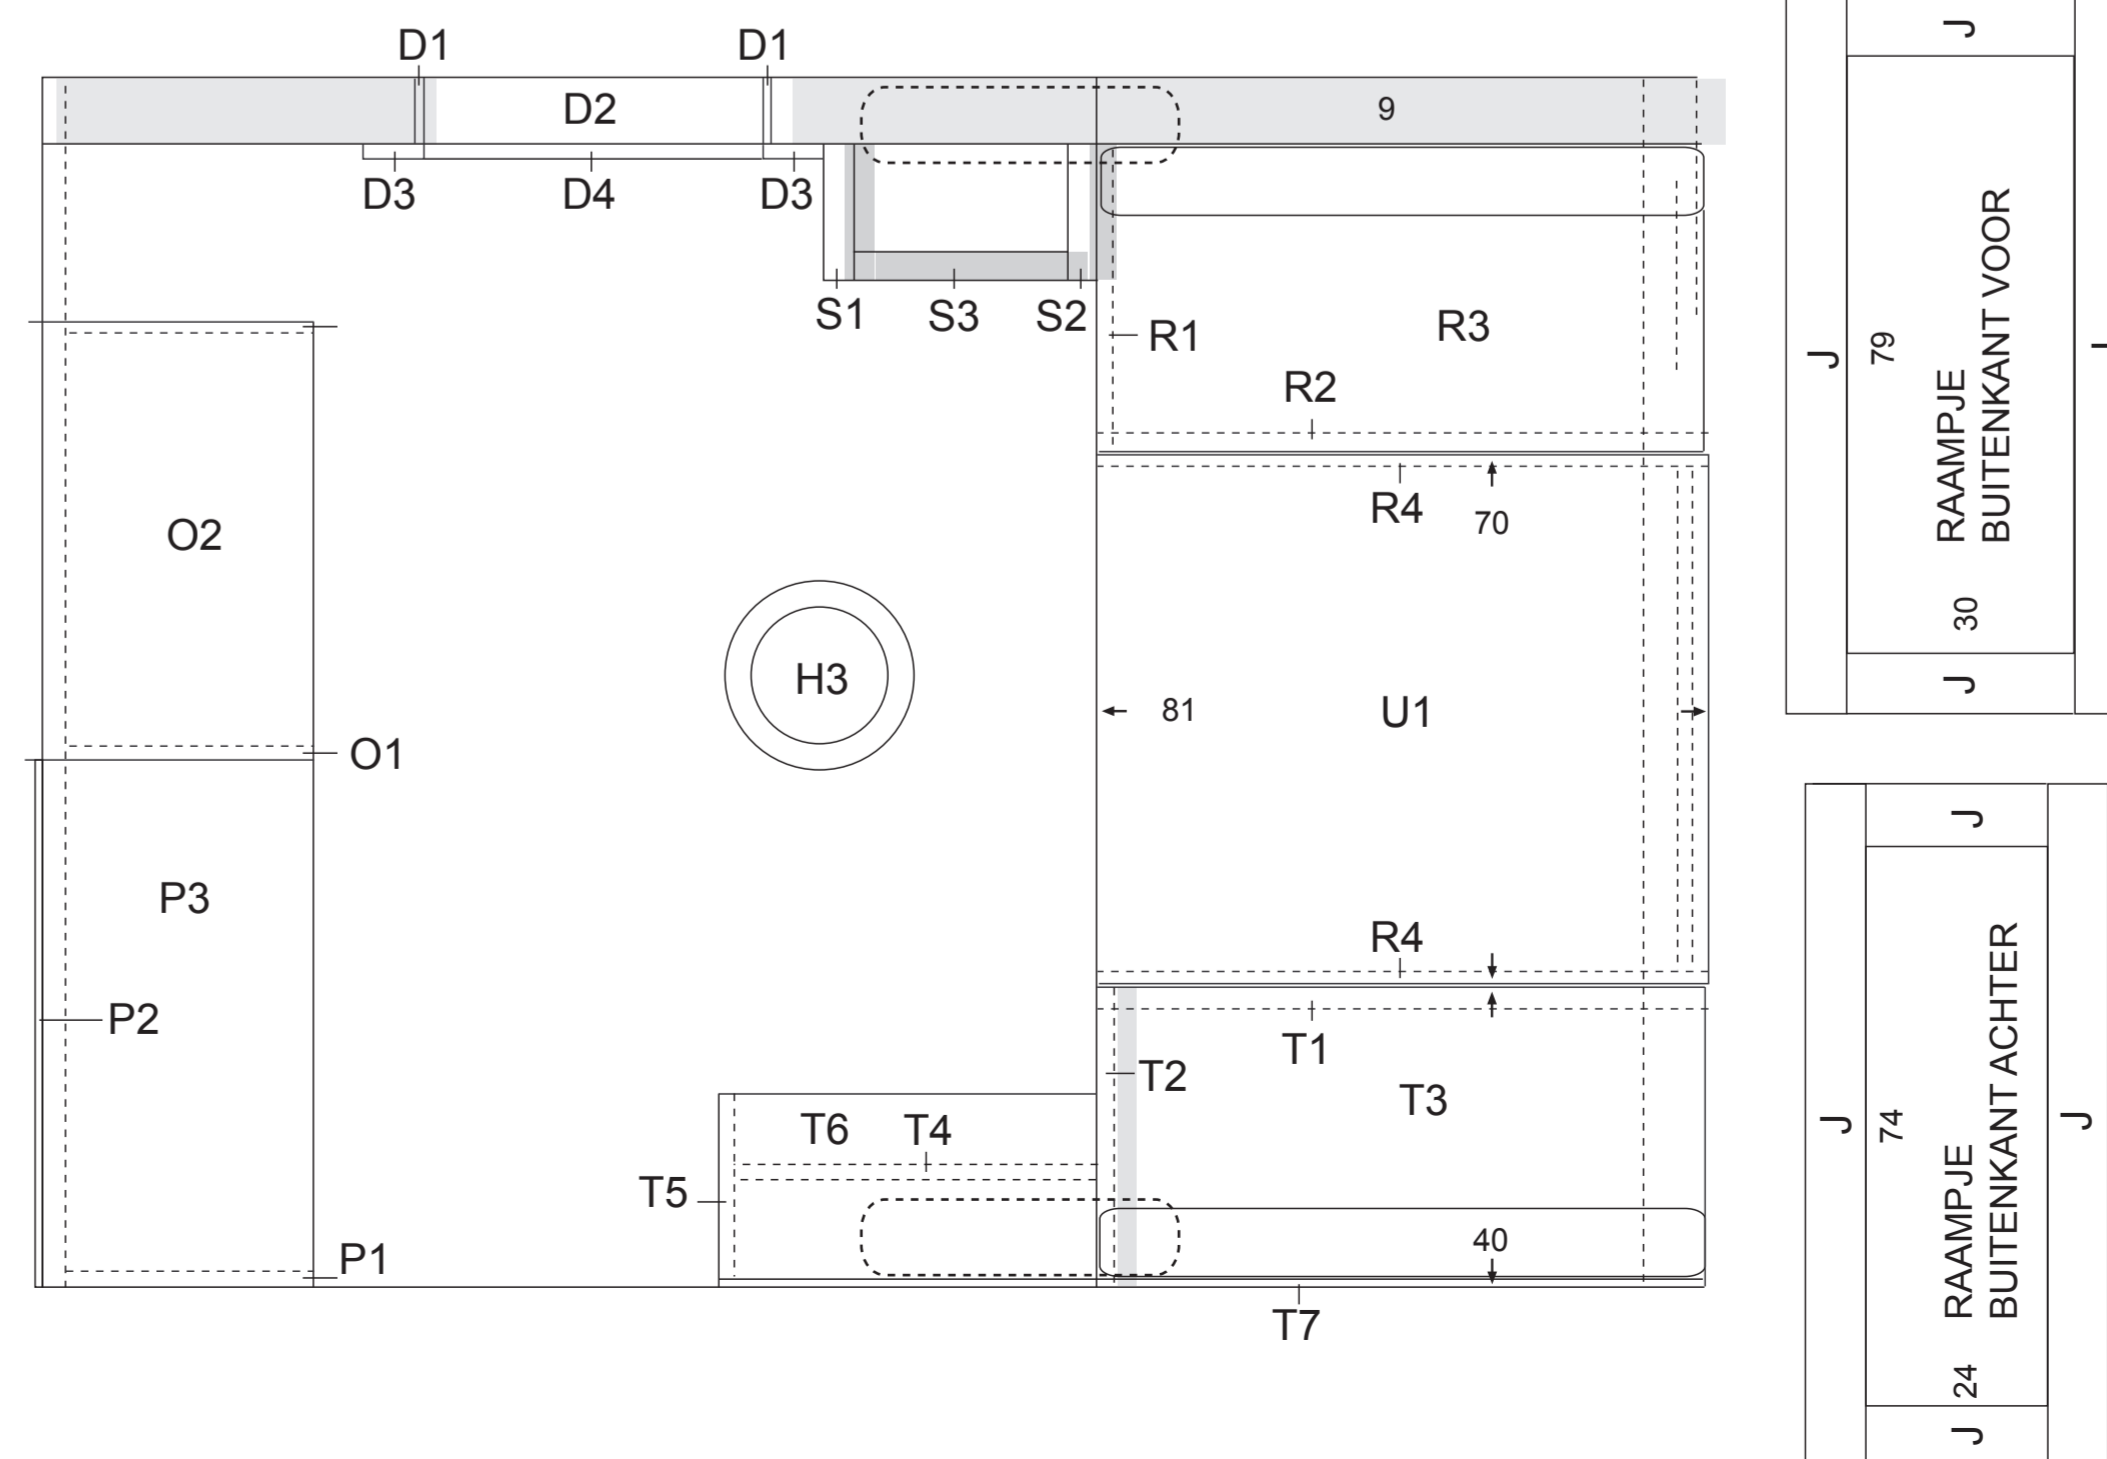 D1
D1
D2
9
D3
D4
D3
S1
S3
S2
R1
R3
R2
R4
70
O2
H3
81
U1
O1
P3
R4
P2
T1
T2
T3
T6
T4
T5
40
P1
T7
J
J
79
RAAMPJE
BUITENKANT VOOR
30
J
J
J
74
RAAMPJE
BUITENKANT ACHTER
24
J
J